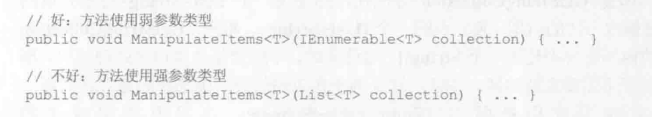 // 好：方法使用弱参数类型
public void ManipulateItems<T>(IEnumerable<T> collection) { ... }
// 不好：方法使用强参数类型
public void ManipulateItems<T>(List<T> collection) { ... }